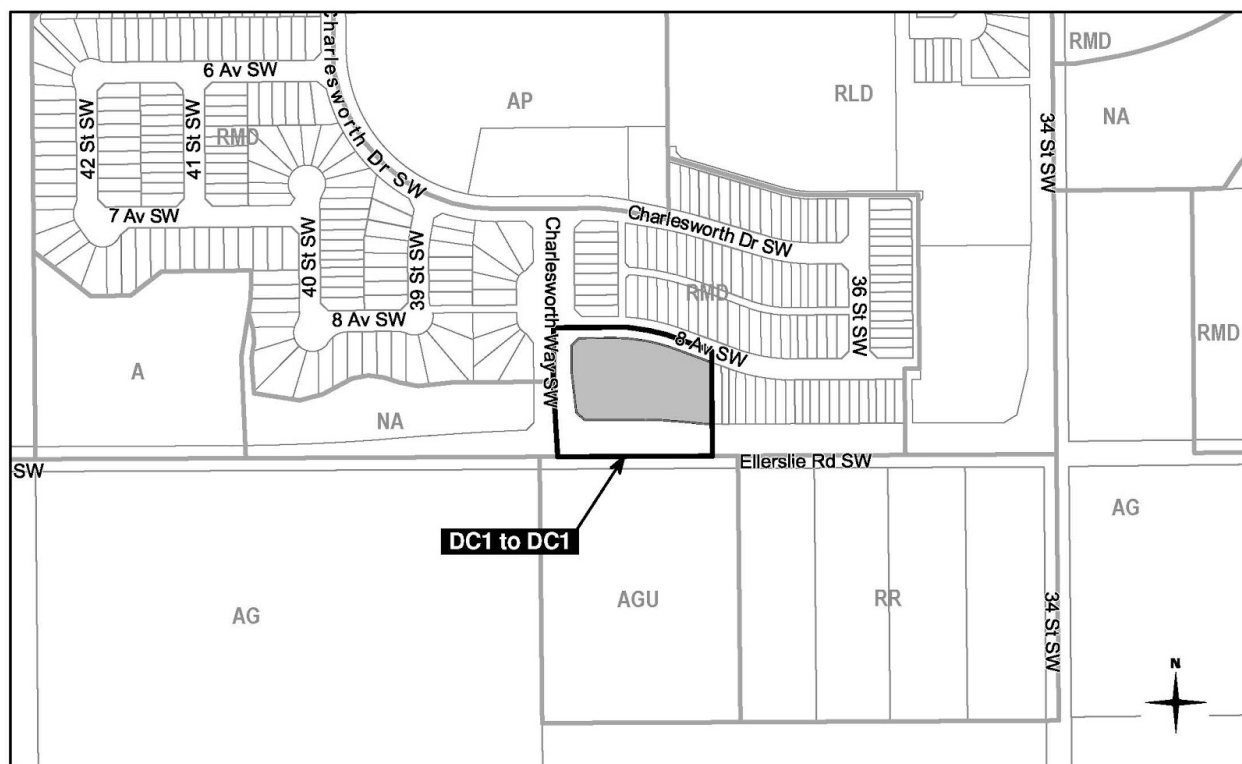 Charlesworth Dr SW
6 Av SW
RMD
AP
RLD
NA
42 St SW
41 St SW
RMD
34 St SW
7 Av SW
Charlesworth Dr SW
40 St SW
39 St SW
Charlesworth Way SW
RMD
36 St SW
8 Av SW
8 Av SW
RMD
A
NA
SW
Ellerslie Rd SW
DC1 to DC1
AG
AG
AGU
RR
34 St SW
N